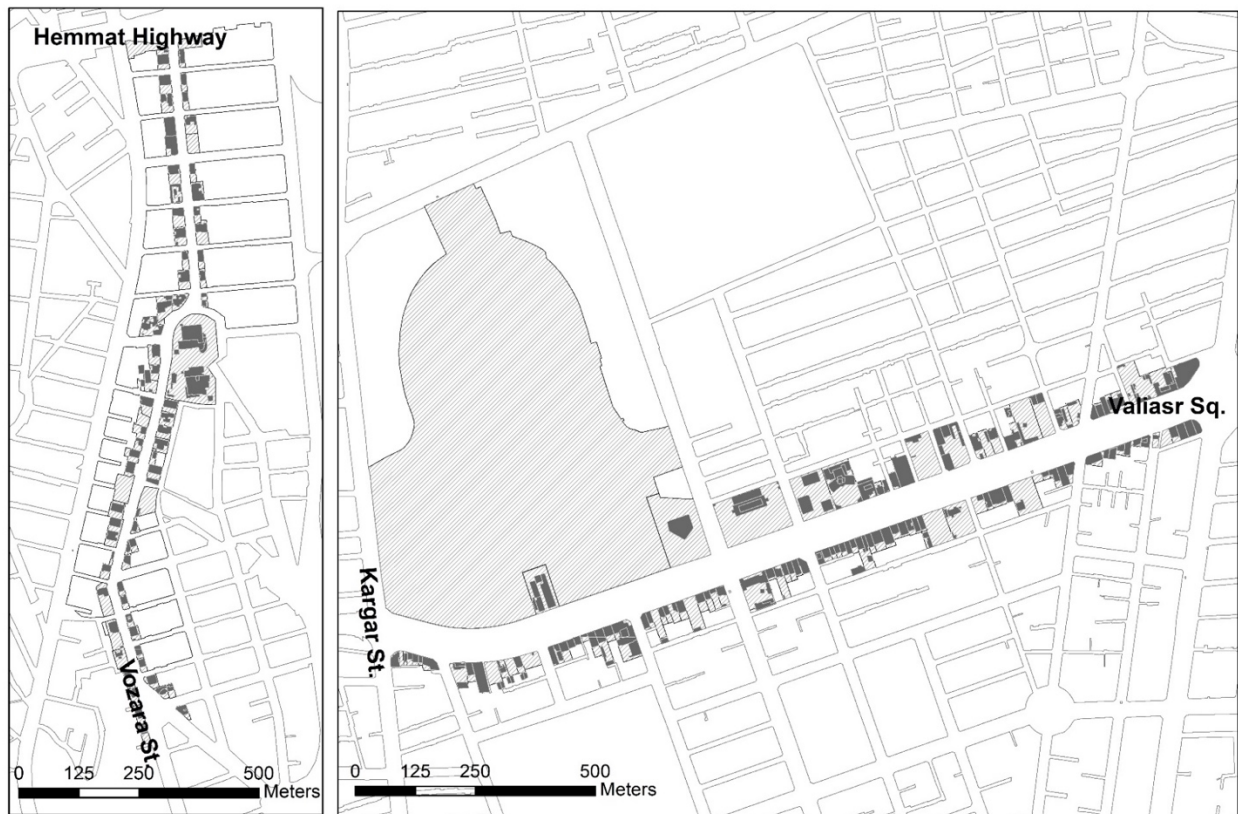 Hemmat Highway
Vozara St
0 125 250 500
Meters
Valiasr Sq.
Kargar St.
0 125 250 500
Meters